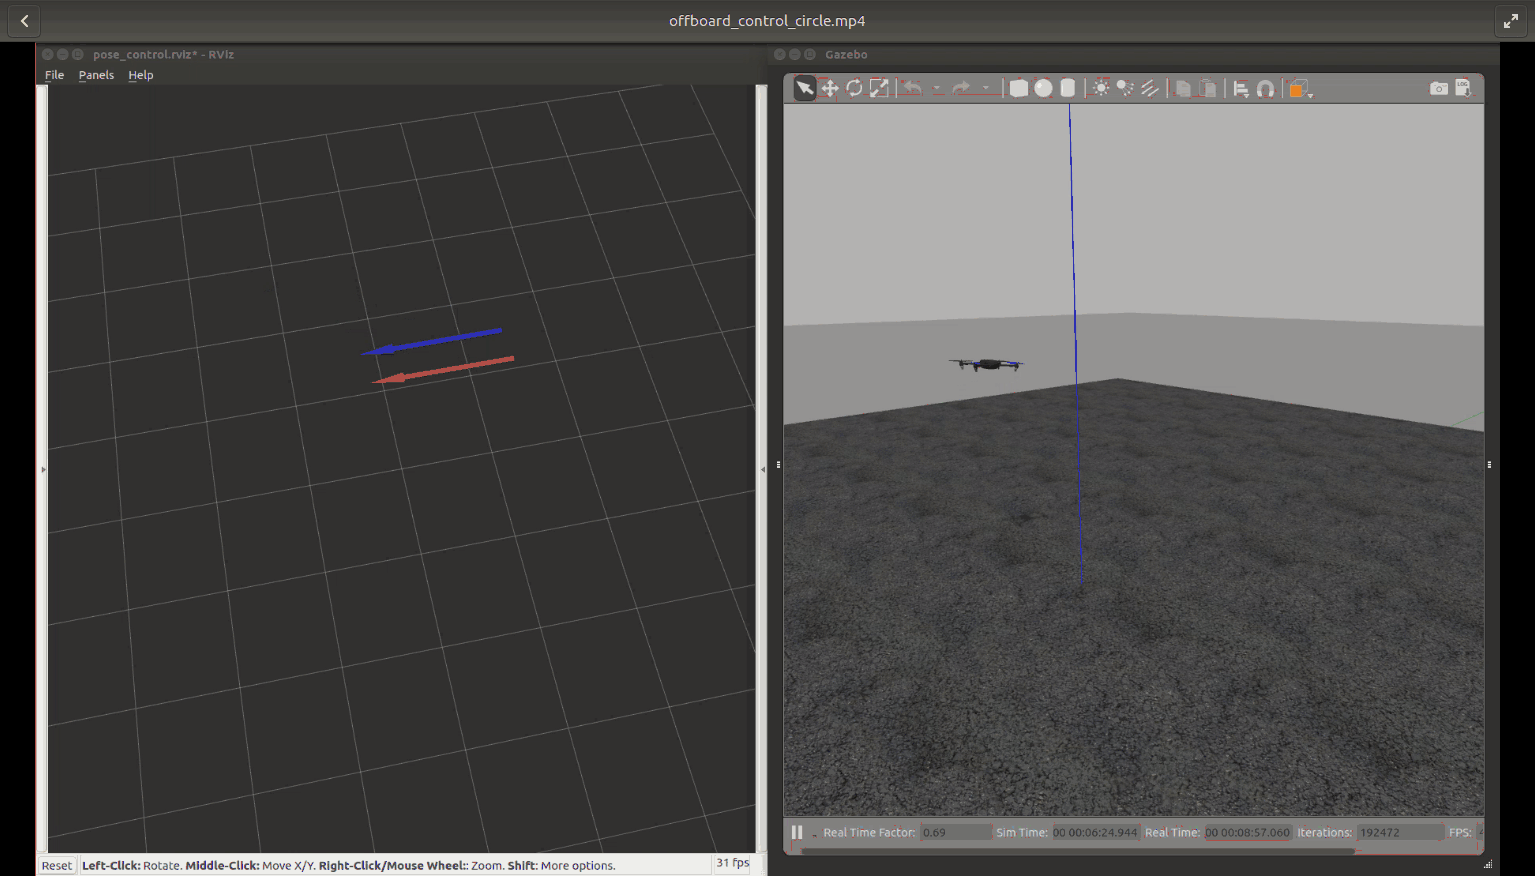 offboard_control_circle.mp4
pose_control.rviz* - RViz
Gazebo
File Panels Help
LOG
Real Time Factor: 0.69 Sim Time: 00 00:06:24.944 Real Time: 00 00:08:57.060 Iterations: 192472 FPS:
Reset Left-Click: Rotate. Middle-Click: Move X/Y. Right-Click/Mouse Wheel:: Zoom. Shift: More options. 31 fps